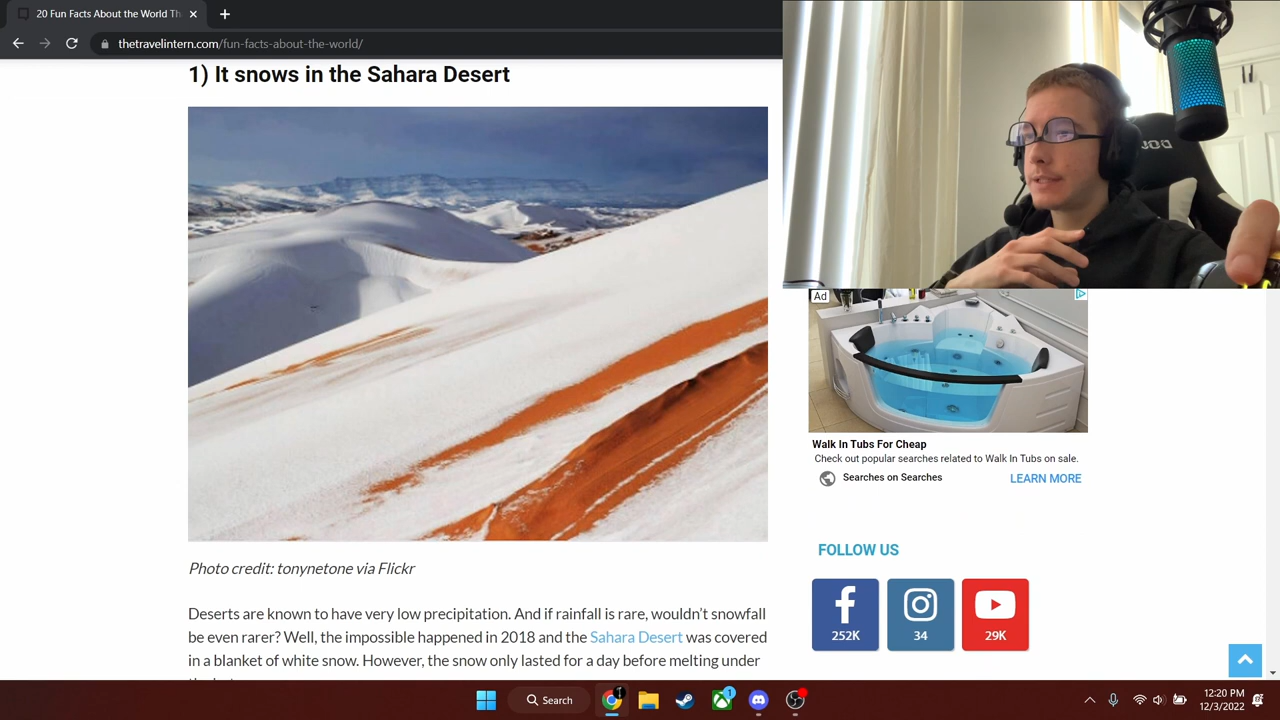 20 Fun Facts About the World Th
thetravelintern.com/fun-facts-about-the-world/
1) It snows in the Sahara Desert
Photo credit: tonynetone via Flickr
Deserts are known to have very low precipitation. And if rainfall is rare, wouldn't snowfall
be even rarer? Well, the impossible happened in 2018 and the Sahara Desert was covered
in a blanket of white snow. However, the snow only lasted for a day before melting under
Ad
Walk In Tubs For Cheap
Check out popular searches related to Walk In Tubs on sale.
Searches on Searches
LEARN MORE
FOLLOW US
252K
34
29K
Search
1
1
12:20 PM
12/3/2022